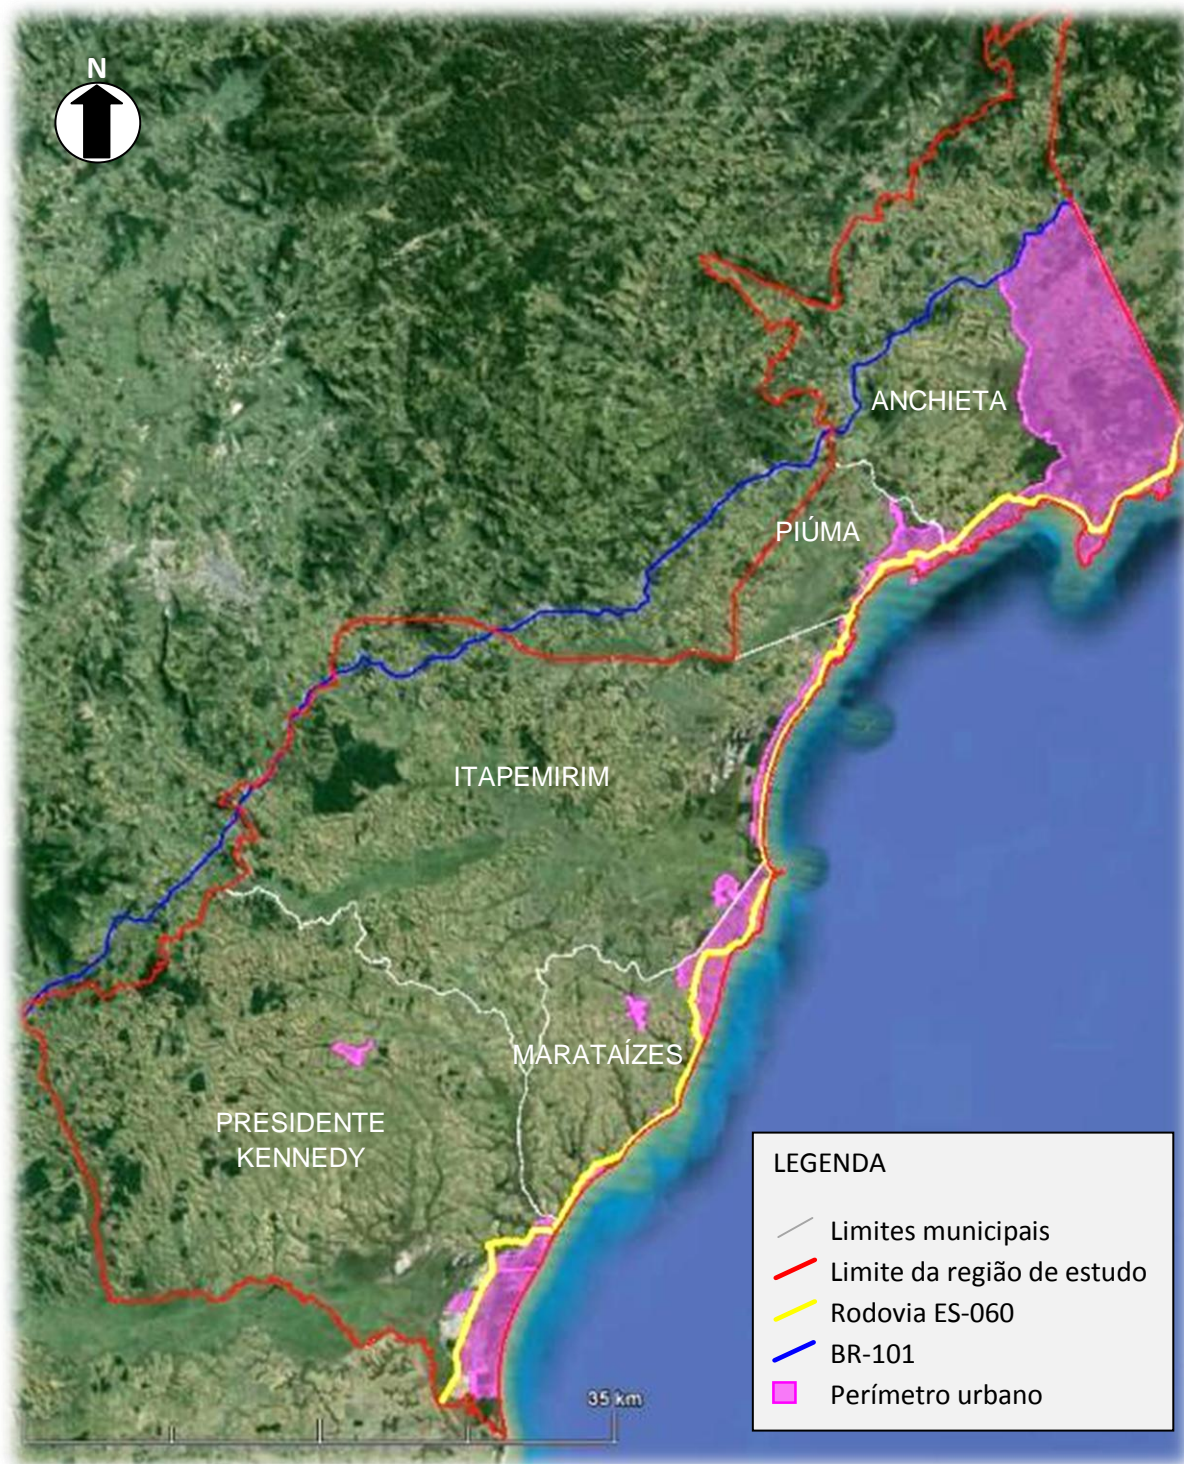 N
ANCHIETA
PIÚMA
ITAPEMIRIM
MARATAÍZES
PRESIDENTE
KENNEDY
LEGENDA
Limites municipais
Limite da região de estudo
Rodovia ES-060
BR-101
Perímetro urbano
35 km